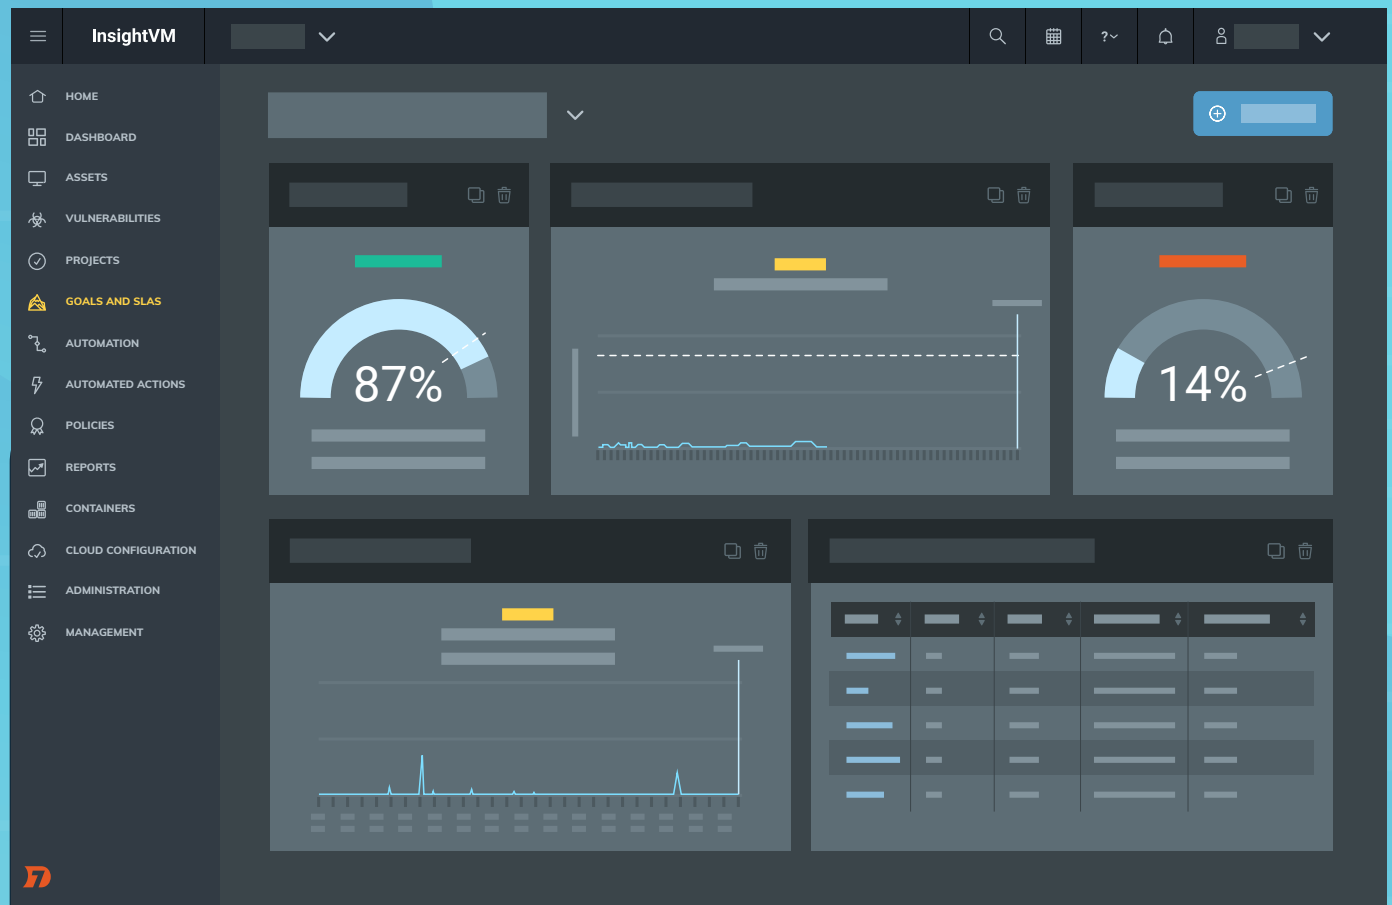 InsightVM
?
HOME
DASHBOARD
ASSETS
VULNERABILITIES
PROJECTS
GOALS AND SLAS
AUTOMATION
AUTOMATED ACTIONS
POLICIES
REPORTS
CONTAINERS
CLOUD CONFIGURATION
ADMINISTRATION
MANAGEMENT
87%
14%